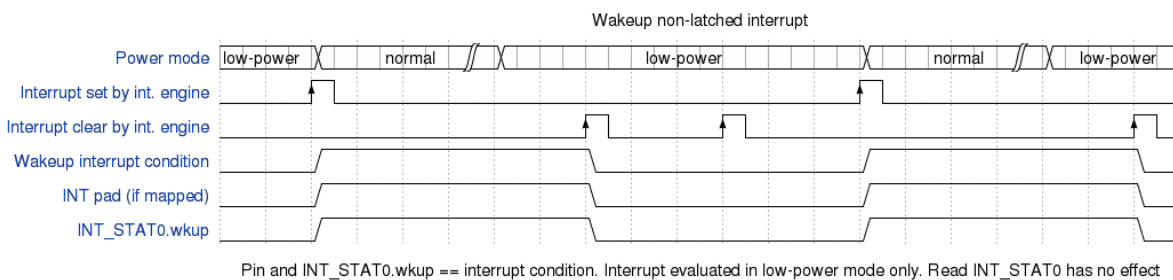 Wakeup non-latched interrupt
Power mode low-power normal low-power normal low-power
Interrupt set by int. engine
Interrupt clear by int. engine
Wakeup interrupt condition
INT pad (if mapped)
INT_STAT0.wkup
Pin and INT_STAT0.wkup == interrupt condition. Interrupt evaluated in low-power mode only. Read INT_STAT0 has no effect